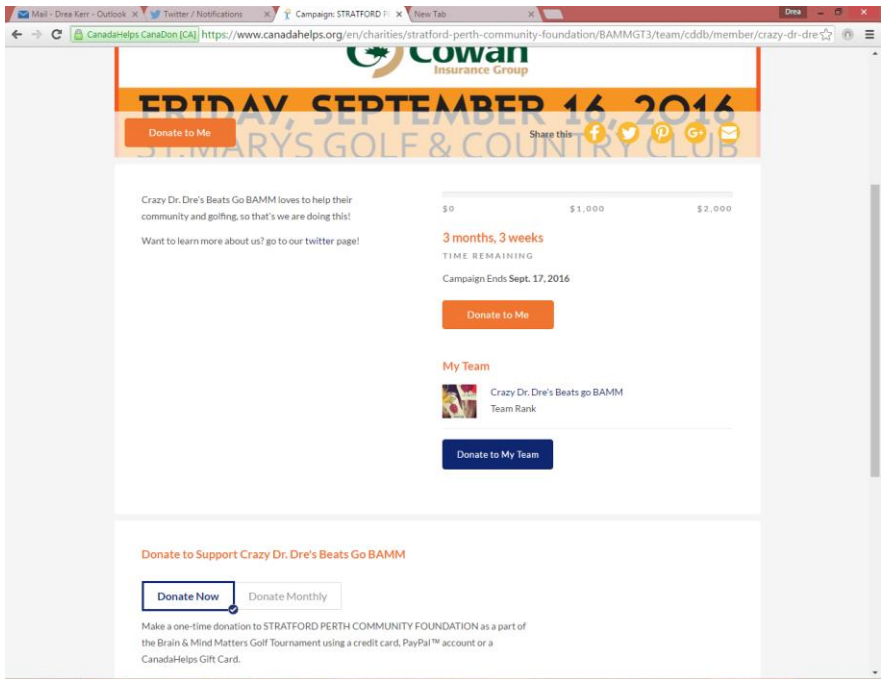 Mail - Drea Kerr - Outlook
Twitter / Notifications
Campaign: STRATFORD P
New Tab
Drea
CanadaHelps CanaDon [CA] https://www.canadahelps.org/en/charities/stratford-perth-community-foundation/BAMMGT3/team/cddb/member/crazy-dr-dre
Cowan
Insurance Group
FRIDAY, SEPTEMBER 16, 2016
Donate to Me
Share this
ST. MARYS GOLF & COUNTRY CLUB
Crazy Dr. Dre's Beats Go BAMM loves to help their
community and golfing, so that's we are doing this!
Want to learn more about us? go to our twitter page!
$0 $1,000 $2,000
3 months, 3 weeks
TIME REMAINING
Campaign Ends Sept. 17, 2016
Donate to Me
My Team
Crazy Dr. Dre's Beats go BAMM
Team Rank
Donate to My Team
Donate to Support Crazy Dr. Dre's Beats Go BAMM
Donate Now Donate Monthly
Make a one-time donation to STRATFORD PERTH COMMUNITY FOUNDATION as a part of
the Brain & Mind Matters Golf Tournament using a credit card, PayPal™ account or a
CanadaHelps Gift Card.